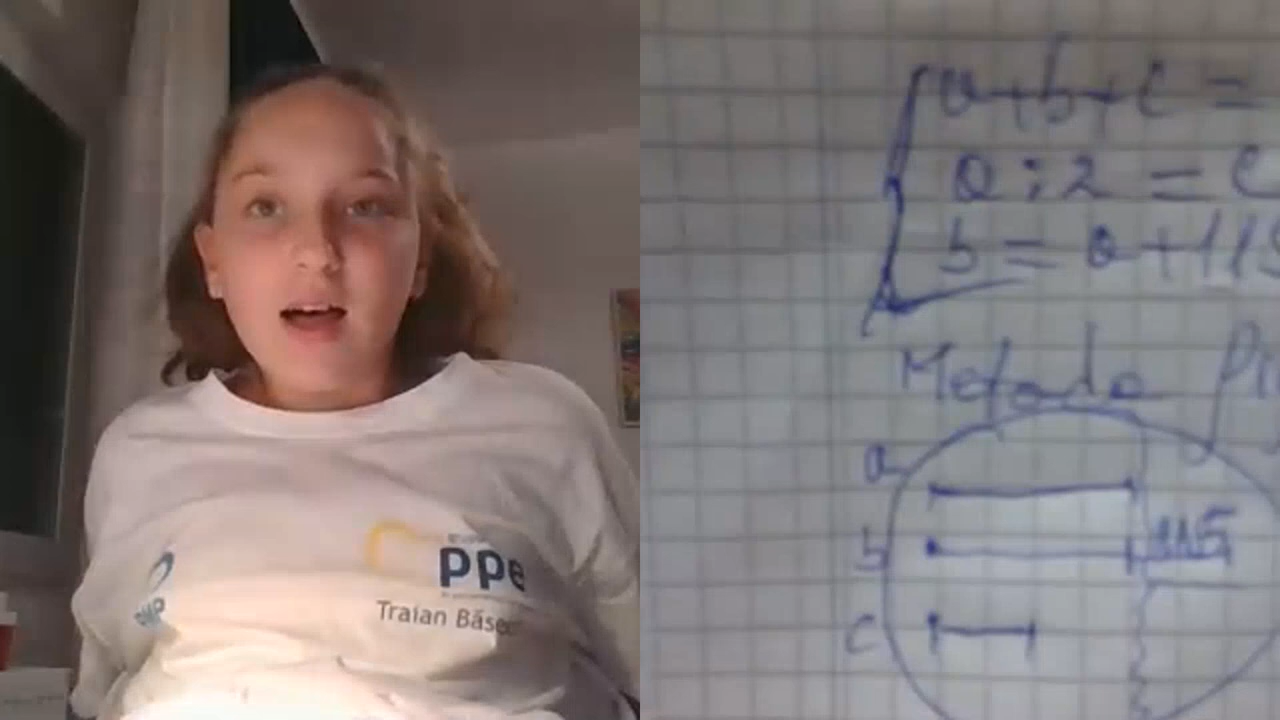 ppe
Traian Băse
a+b+c =
a:2 = c
b = a+115
Metoda
a
b 115
c